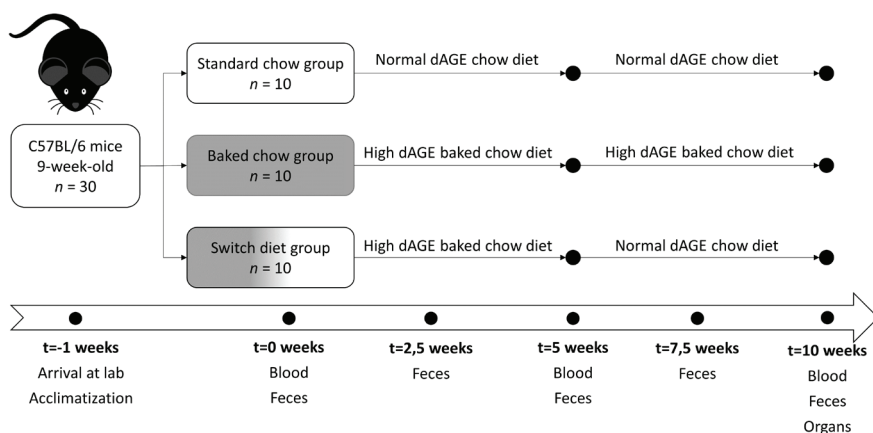 Standard chow group
n = 10
Normal dAGE chow diet
Normal dAGE chow diet
C57BL/6 mice
9-week-old
n = 30
Baked chow group
n = 10
High dAGE baked chow diet
High dAGE baked chow diet
Switch diet group
n = 10
High dAGE baked chow diet
Normal dAGE chow diet
t=-1 weeks
Arrival at lab
Acclimatization
t=0 weeks
Blood
Feces
t=2,5 weeks
Feces
t=5 weeks
Blood
Feces
t=7,5 weeks
Feces
t=10 weeks
Blood
Feces
Organs